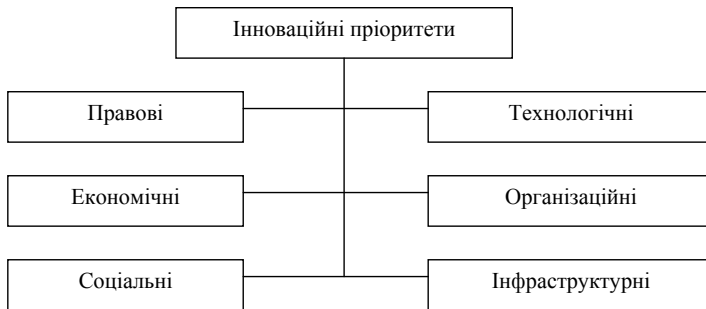 Інноваційні пріоритети
Правові
Технологічні
Економічні
Організаційні
Соціальні
Інфраструктурні